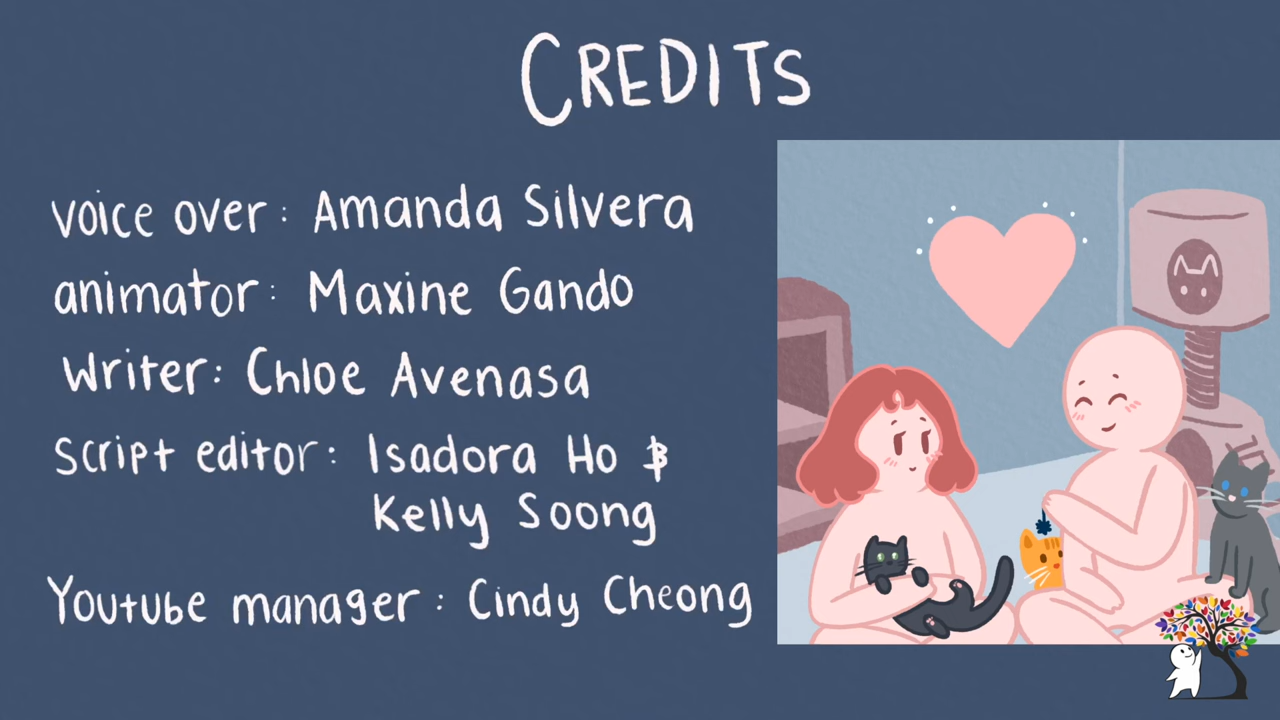 CREDITS
voice over: Amanda Silvera
animator: Maxine Gando
Writer: Chloe Avenasa
script editor: Isadora Ho &
Kelly Soong
Youtube manager: Cindy Cheong